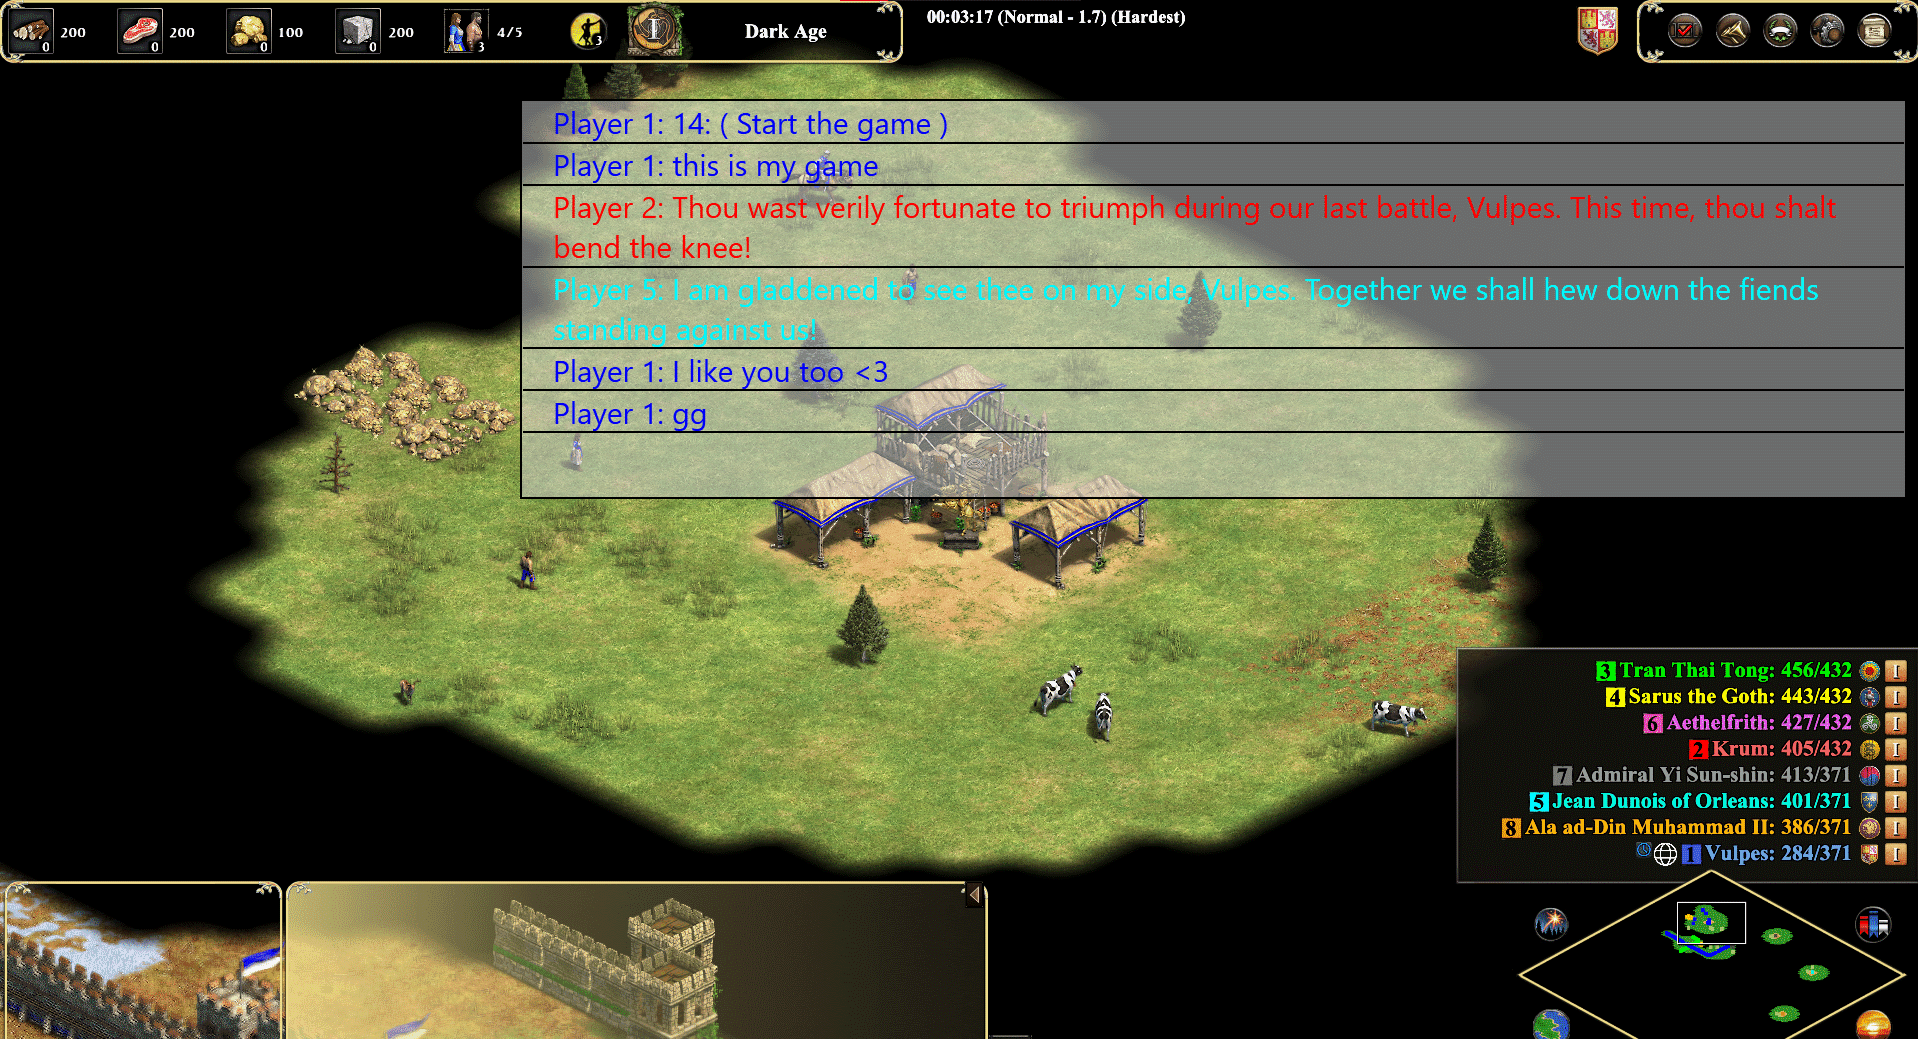 0 200 0 200 0 100 0 200 3 4/5 3 I Dark Age 00:03:17 (Normal - 1.7) (Hardest)
Player 1: 14: ( Start the game )
Player 1: this is my game
Player 2: Thou wast verily fortunate to triumph during our last battle, Vulpes. This time, thou shalt
bend the knee!
Player 5: I am gladdened to see thee on my side, Vulpes. Together we shall hew down the fiends
standing against us!
Player 1: I like you too <3
Player 1: gg
3 Tran Thai Tong: 456/432 I
4 Sarus the Goth: 443/432 I
6 Aethelfrith: 427/432 I
2 Krum: 405/432 I
7 Admiral Yi Sun-shin: 413/371 I
5 Jean Dunois of Orleans: 401/371 I
8 Ala ad-Din Muhammad II: 386/371 I
1 Vulpes: 284/371 I